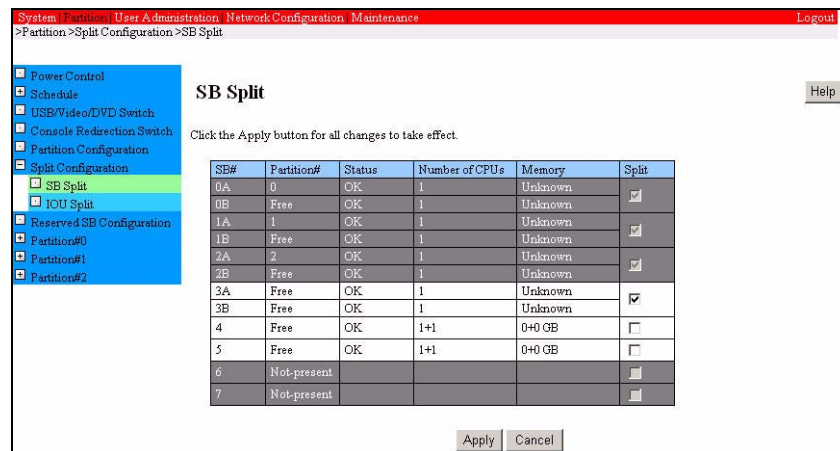 System | Partition | User Administration | Network Configuration | Maintenance Logout
>Partition >Split Configuration >SB Split
Power Control
Schedule
USB/Video/DVD Switch
Console Redirection Switch
Partition Configuration
Split Configuration
SB Split
IOU Split
Reserved SB Configuration
Partition#0
Partition#1
Partition#2
SB Split
Help
Click the Apply button for all changes to take effect.
SB# Partition# Status Number of CPUs Memory Split
0A 0 OK 1 Unknown
0B Free OK 1 Unknown
1A 1 OK 1 Unknown
1B Free OK 1 Unknown
2A 2 OK 1 Unknown
2B Free OK 1 Unknown
3A Free OK 1 Unknown
3B Free OK 1 Unknown
4 Free OK 1+1 0+0 GB
5 Free OK 1+1 0+0 GB
6 Not-present
7 Not-present
Apply Cancel